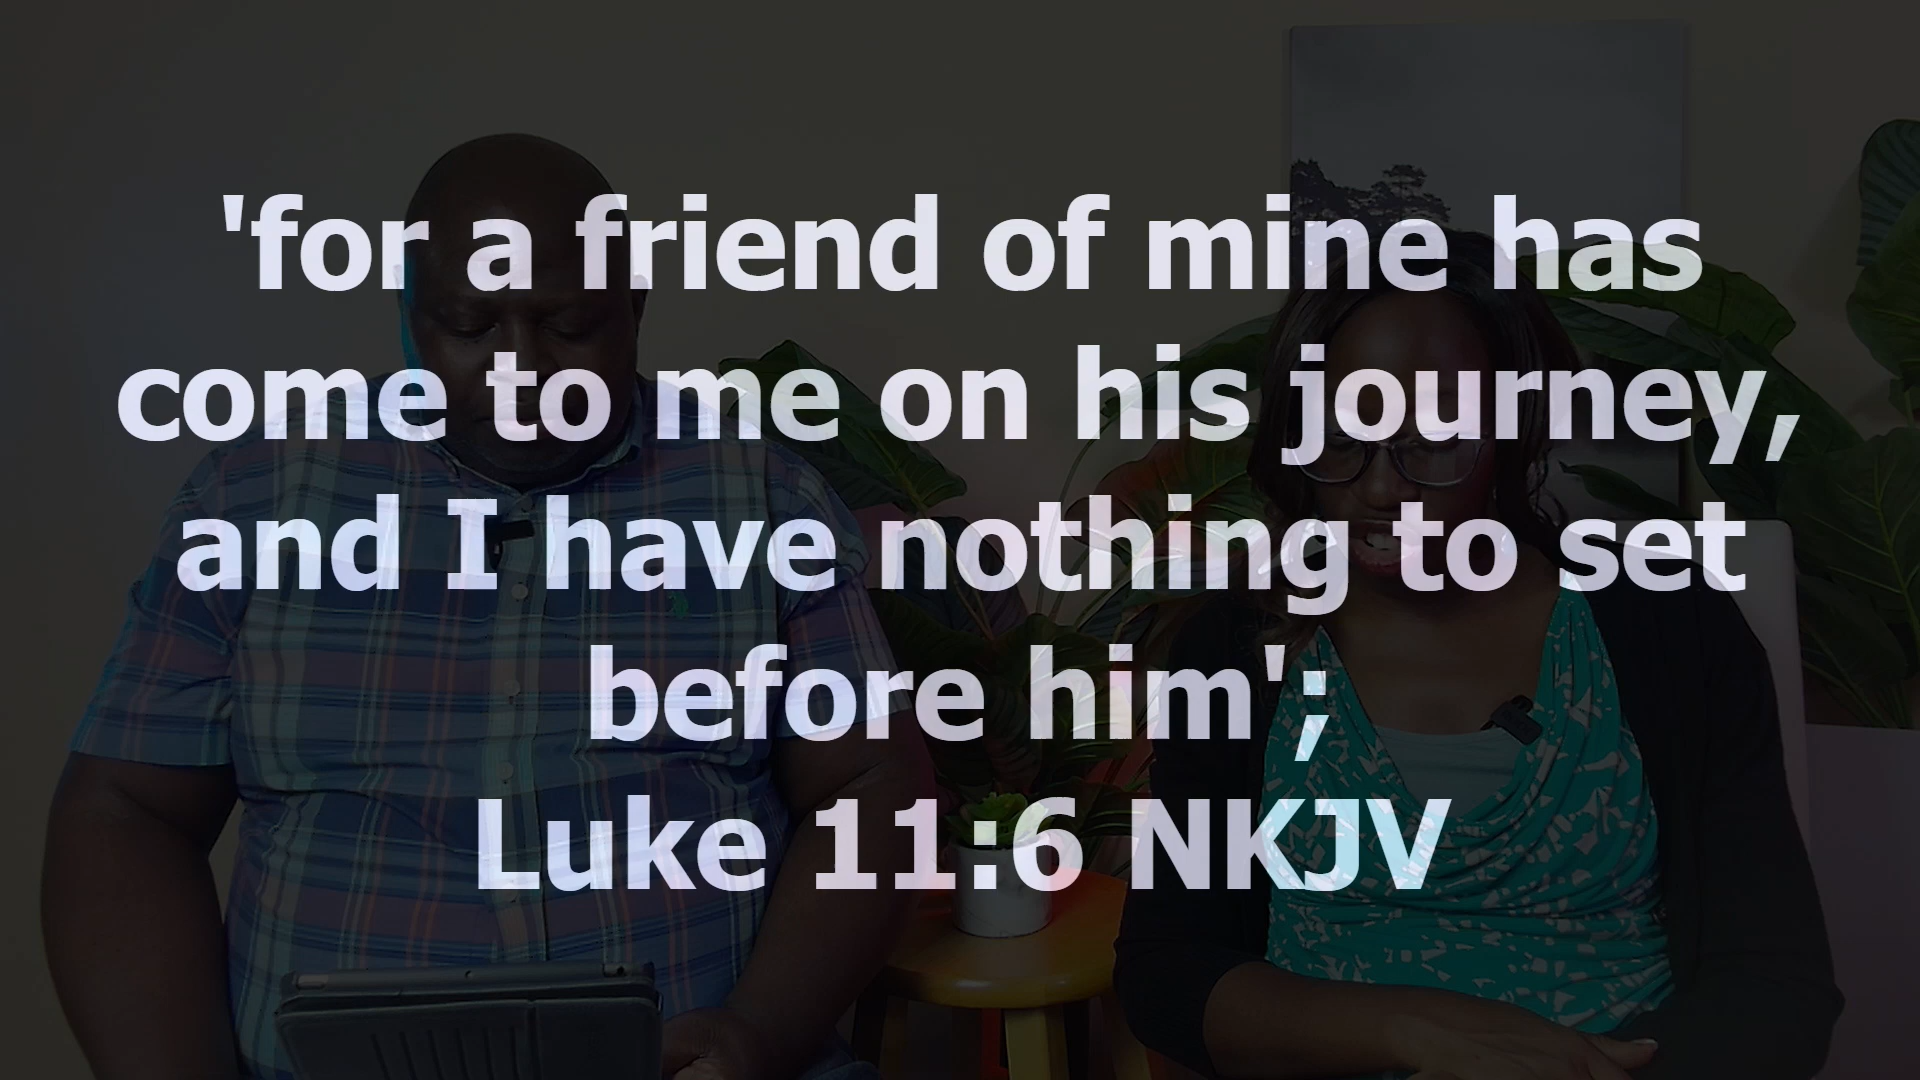 'for a friend of mine has
come to me on his journey,
and I have nothing to set
before him';
Luke 11:6 NKJV